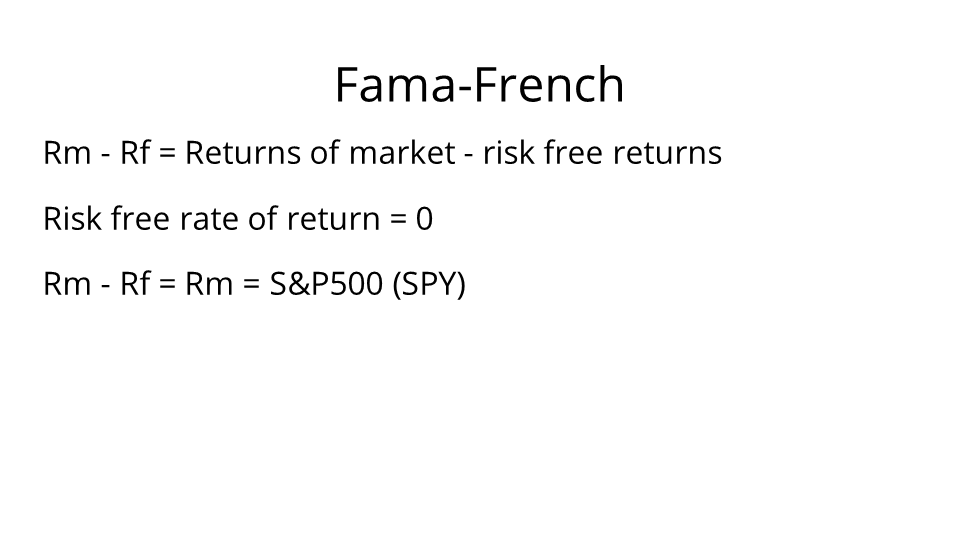 Fama-French
Rm - Rf = Returns of market - risk free returns
Risk free rate of return = 0
Rm - Rf = Rm = S&P500 (SPY)